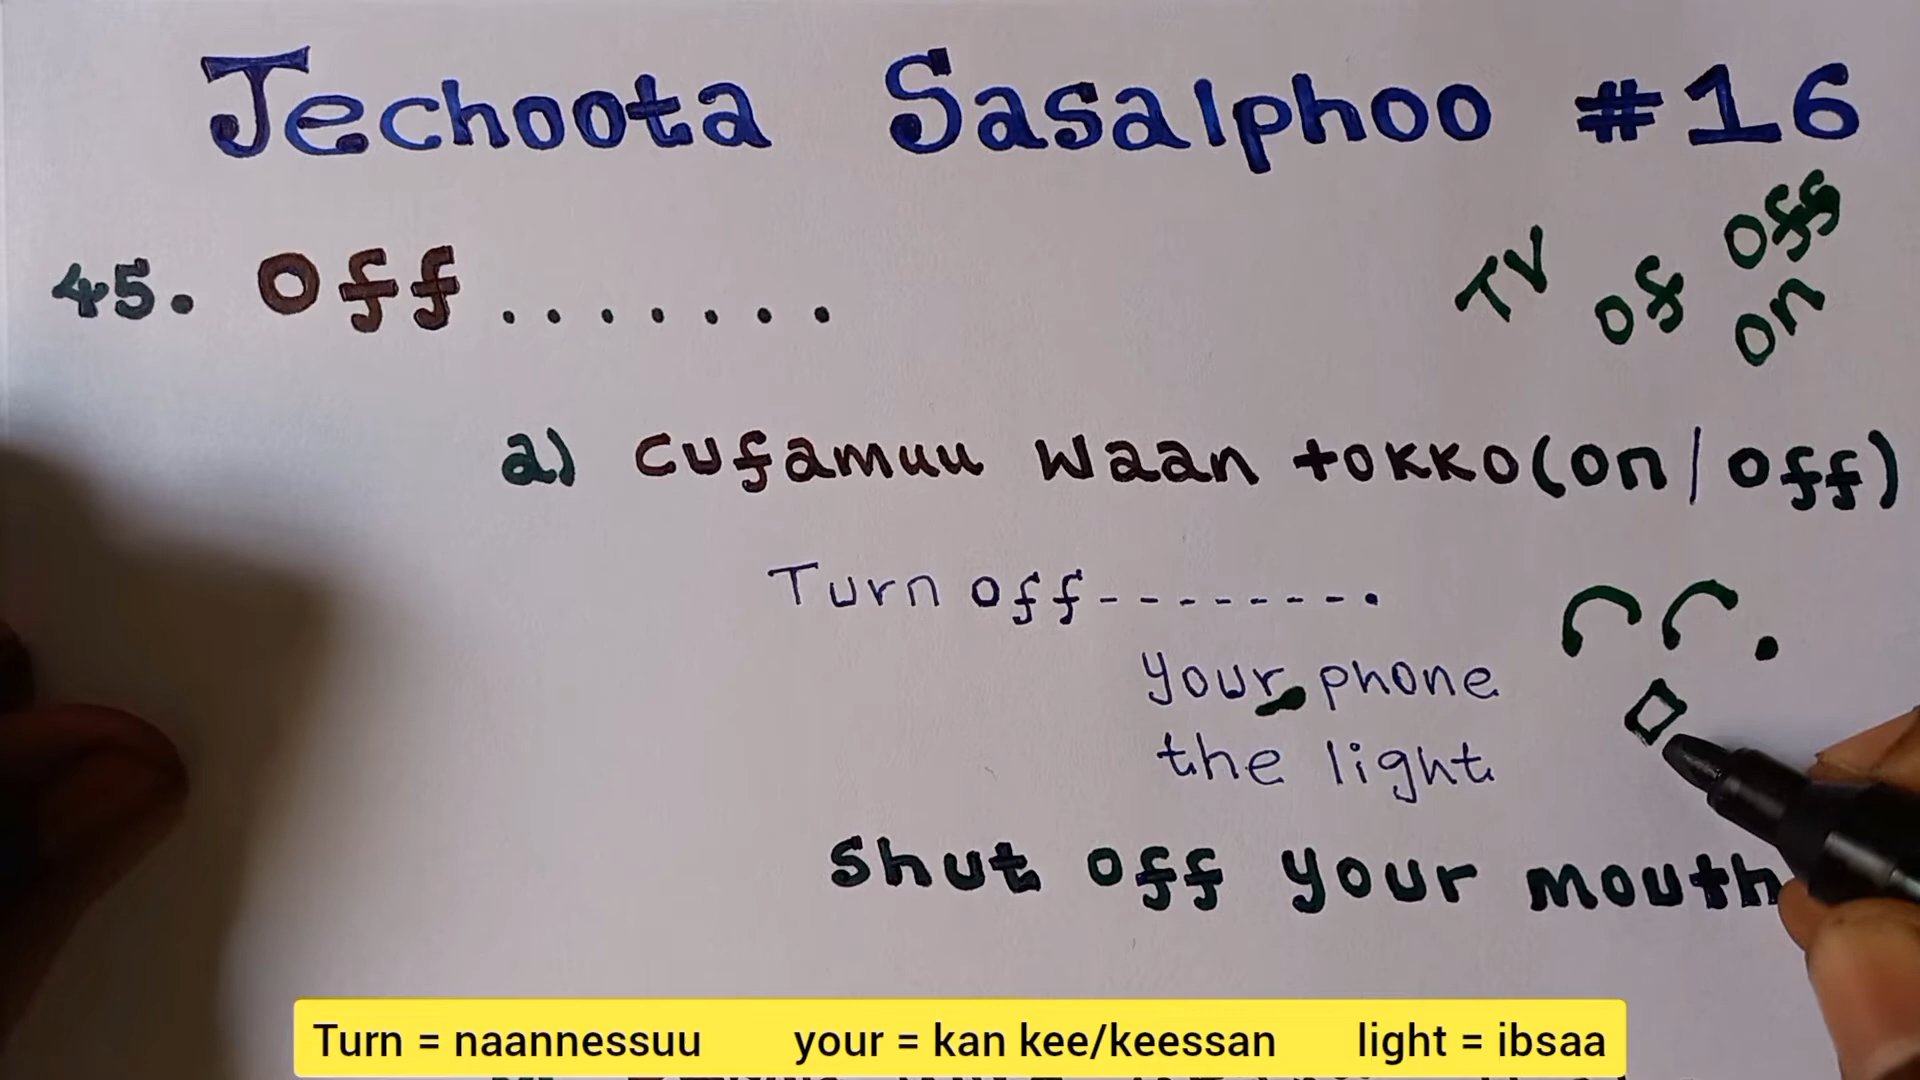 Jechoota Sasalphoo #16
45. Off.......
TV of off
on
a) cufamuu waan tokko(on/off)
Turn off--------.
your phone
the light
Shut off your mouth
Turn = naannessuu your = kan kee/keessan light = ibsaa